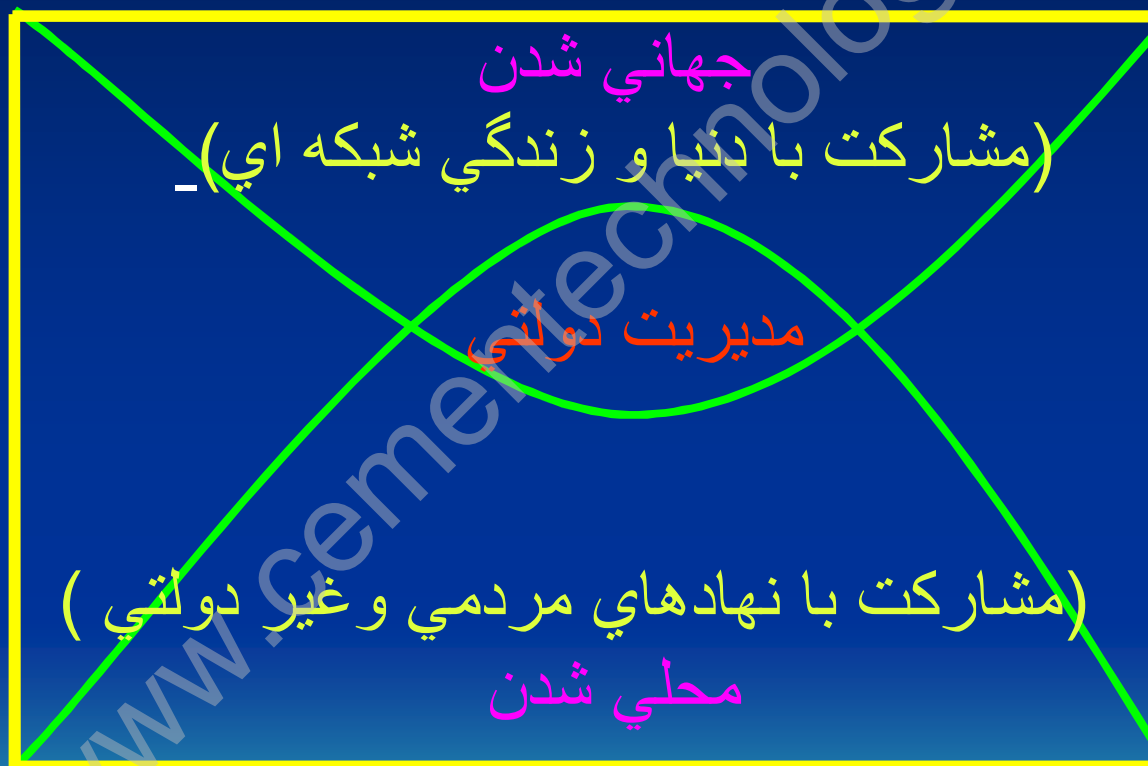 جهاني شدن
(مشاركت با دنيا و زندگي شبكه اي)
مديريت دولتي
(مشاركت با نهادهاي مردمي وغير دولتي )
محلي شدن
www.cementechnolo